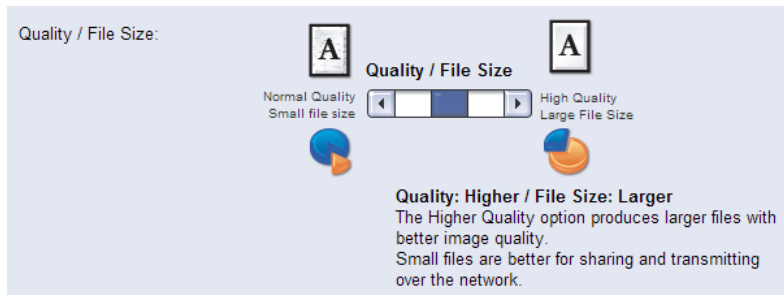 Quality / File Size:
A
A
Quality / File Size
Normal Quality
Small file size
High Quality
Large File Size
Quality: Higher / File Size: Larger
The Higher Quality option produces larger files with
better image quality.
Small files are better for sharing and transmitting
over the network.